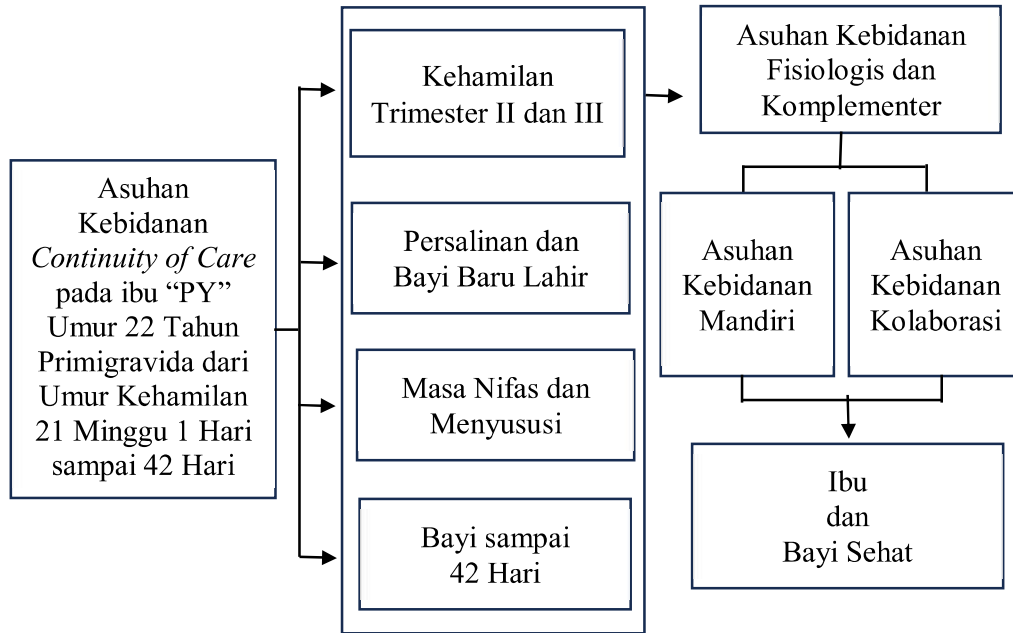 Asuhan
Kebidanan
Continuity of Care
pada ibu “PY”
Umur 22 Tahun
Primigravida dari
Umur Kehamilan
21 Minggu 1 Hari
sampai 42 Hari
Kehamilan
Trimester II dan III
Persalinan dan
Bayi Baru Lahir
Masa Nifas dan
Menyususi
Bayi sampai
42 Hari
Asuhan Kebidanan
Fisiologis dan
Komplementer
Asuhan
Kebidanan
Mandiri
Asuhan
Kebidanan
Kolaborasi
Ibu
dan
Bayi Sehat